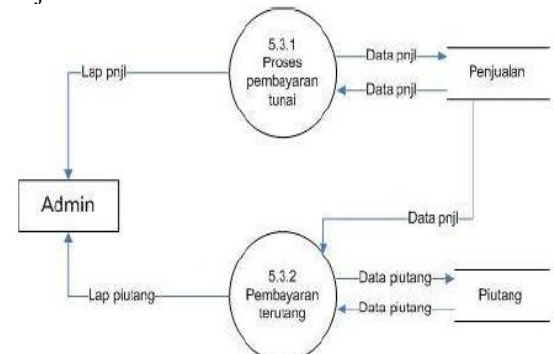 5.3.1
Proses
pembayaran
tunai
Lap pnjl
Data pnjl
Data pnjl
Penjualan
Admin
Data pnjl
5.3.2
Pembayaran
terutang
Lap piutang
Data piutang
Data piutang
Piutang